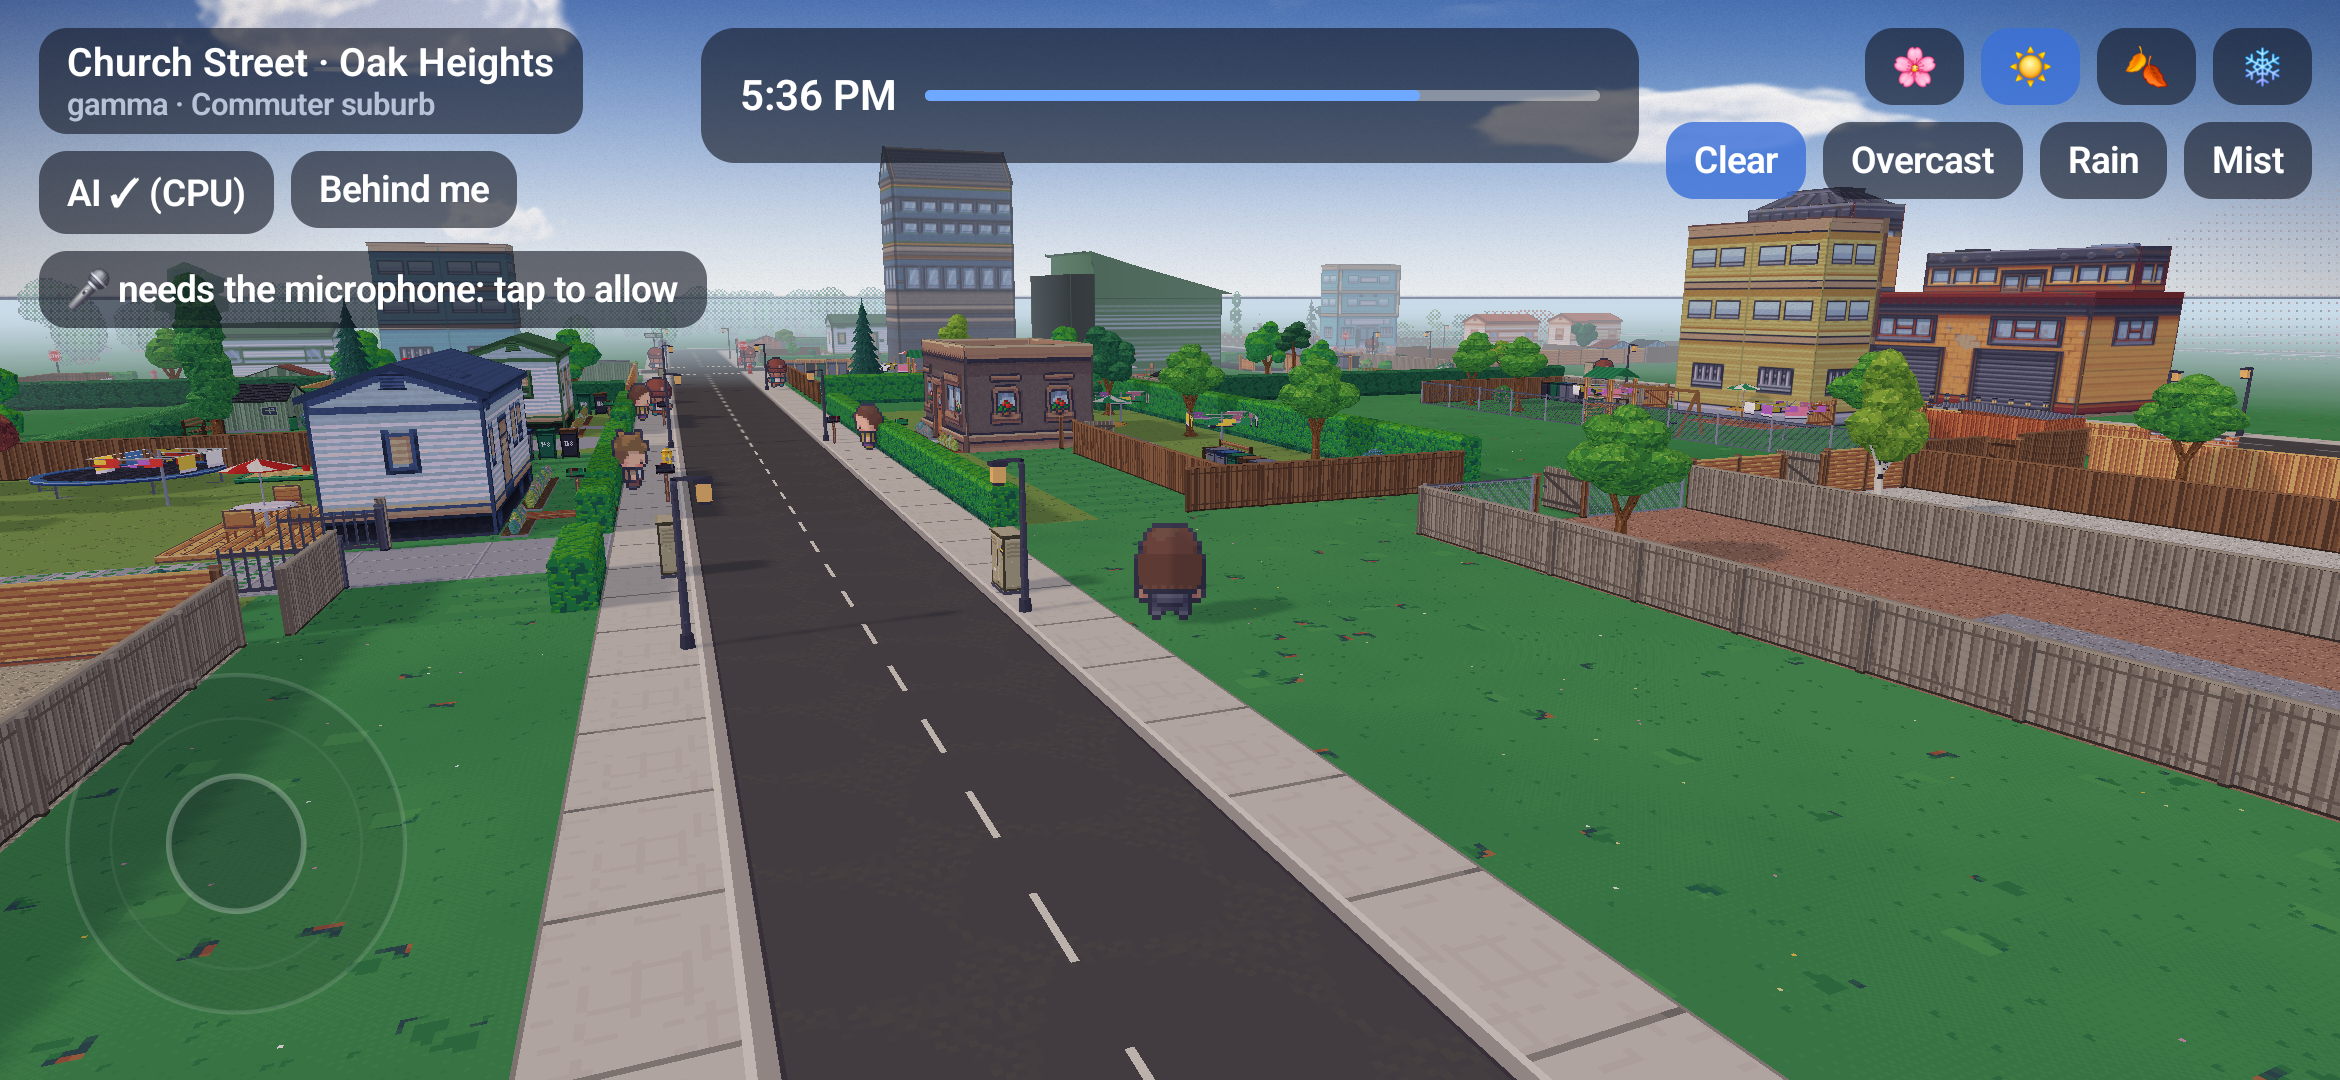 Church Street · Oak Heights
gamma · Commuter suburb
5:36 PM
AI ✓ (CPU)
Behind me
Clear
Overcast
Rain
Mist
🎤 needs the microphone: tap to allow